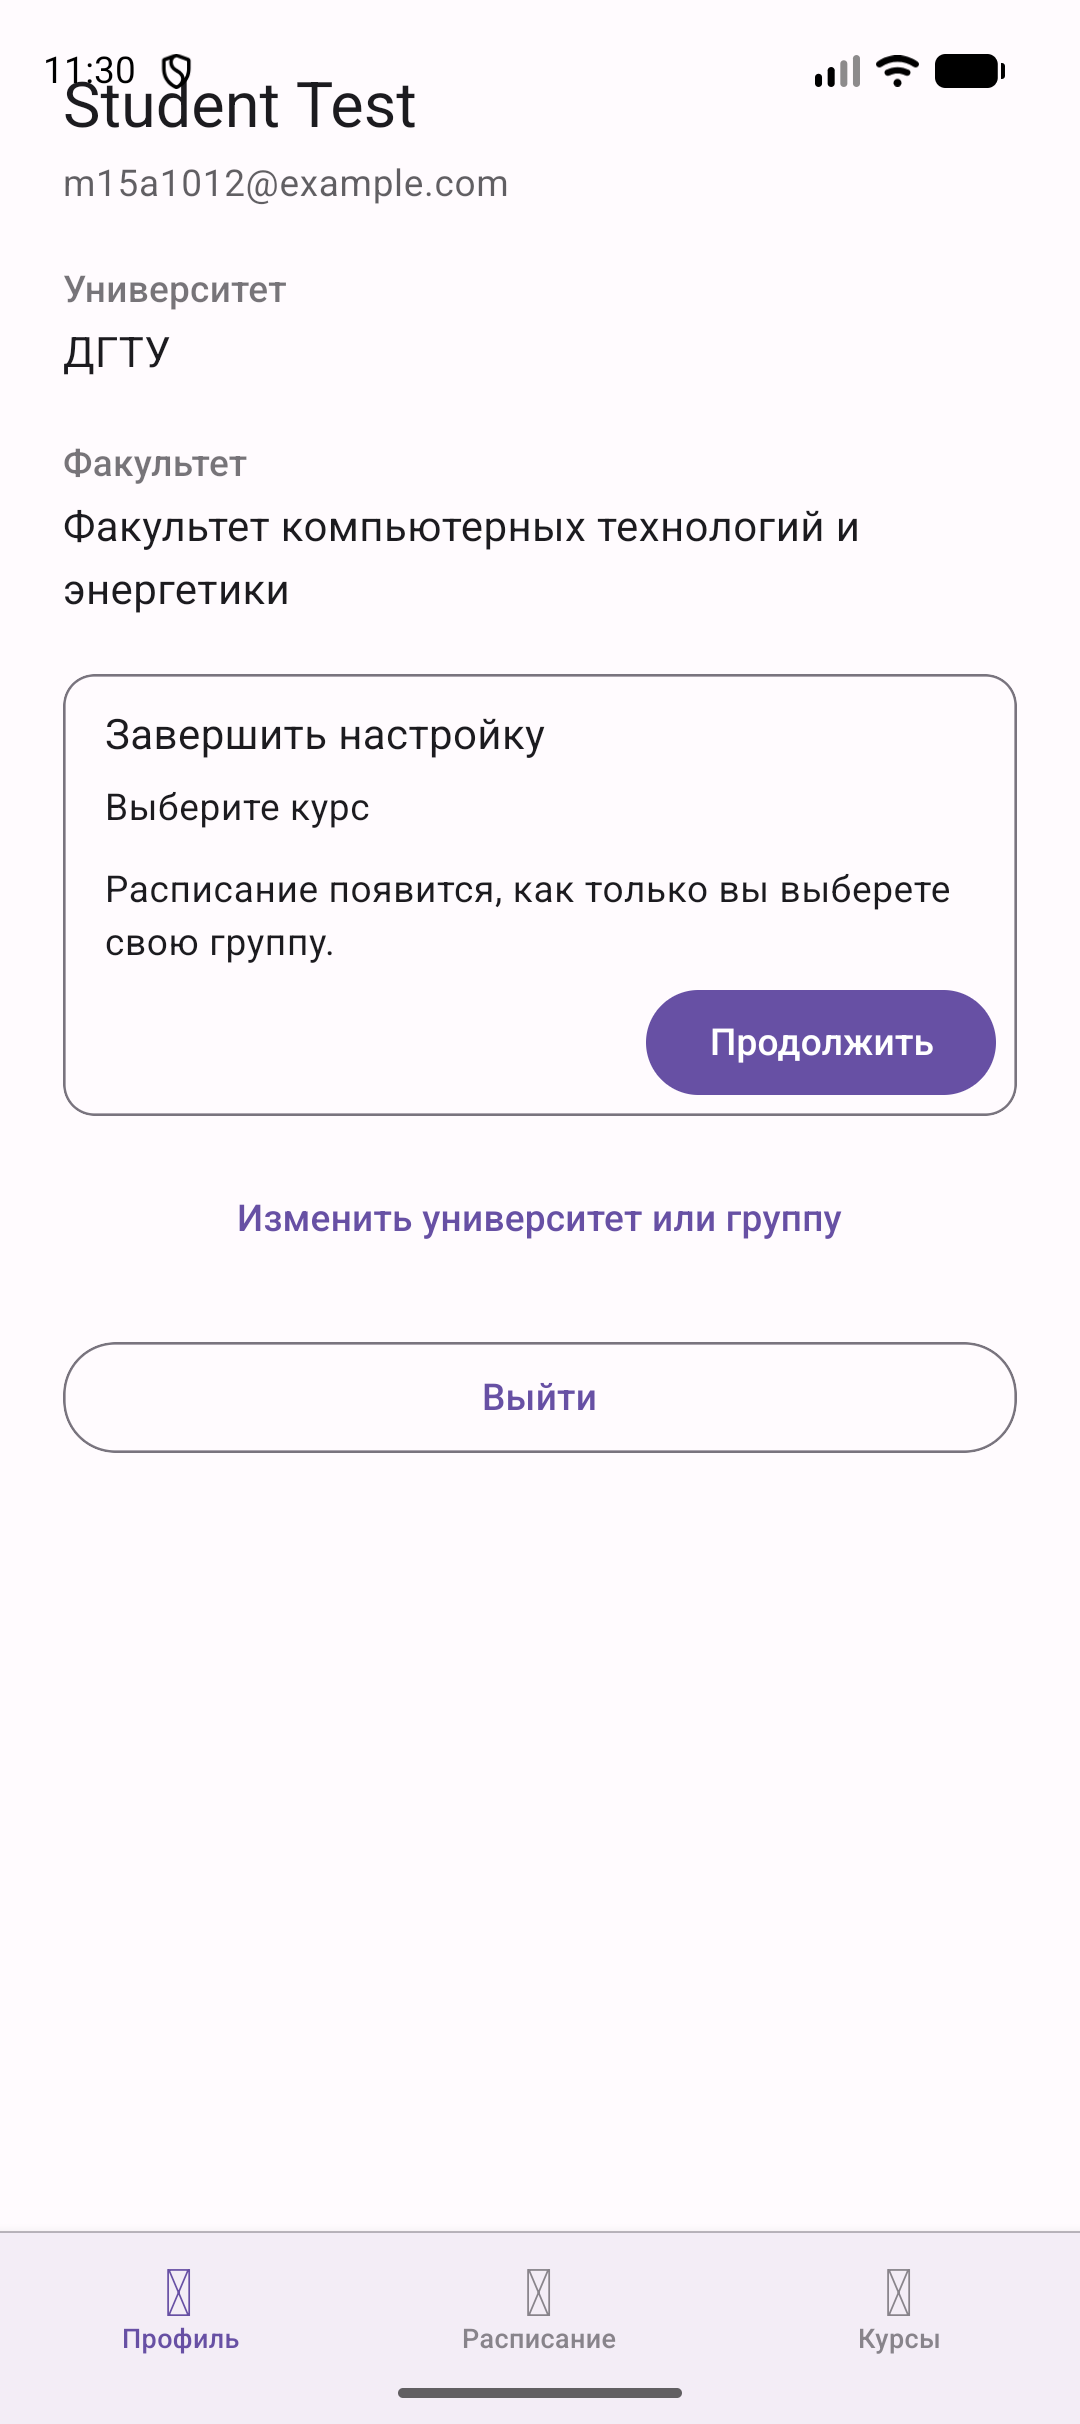 11:30
Student Test
m15a1012@example.com
Университет
ДГТУ
Факультет
Факультет компьютерных технологий и
энергетики
Завершить настройку
Выберите курс
Расписание появится, как только вы выберете
свою группу.
Продолжить
Изменить университет или группу
Выйти
Профиль
Расписание
Курсы